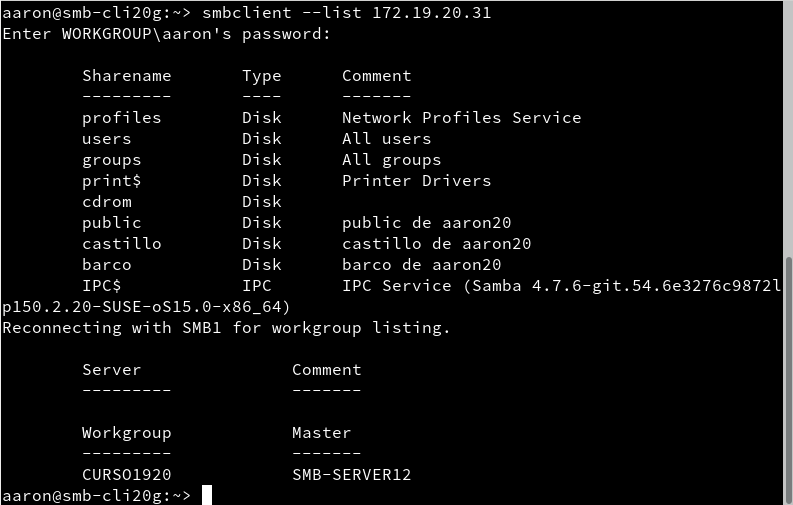 aaron@smb-cli20g:~> smbclient --list 172.19.20.31
Enter WORKGROUP\aaron's password:
Sharename Type Comment
--------- ---- -------
profiles Disk Network Profiles Service
users Disk All users
groups Disk All groups
print$ Disk Printer Drivers
cdrom Disk
public Disk public de aaron20
castillo Disk castillo de aaron20
barco Disk barco de aaron20
IPC$ IPC IPC Service (Samba 4.7.6-git.54.6e3276c9872l
p150.2.20-SUSE-oS15.0-x86_64)
Reconnecting with SMB1 for workgroup listing.
Server Comment
--------- -------
Workgroup Master
--------- -------
CURSO1920 SMB-SERVER12
aaron@smb-cli20g:~>